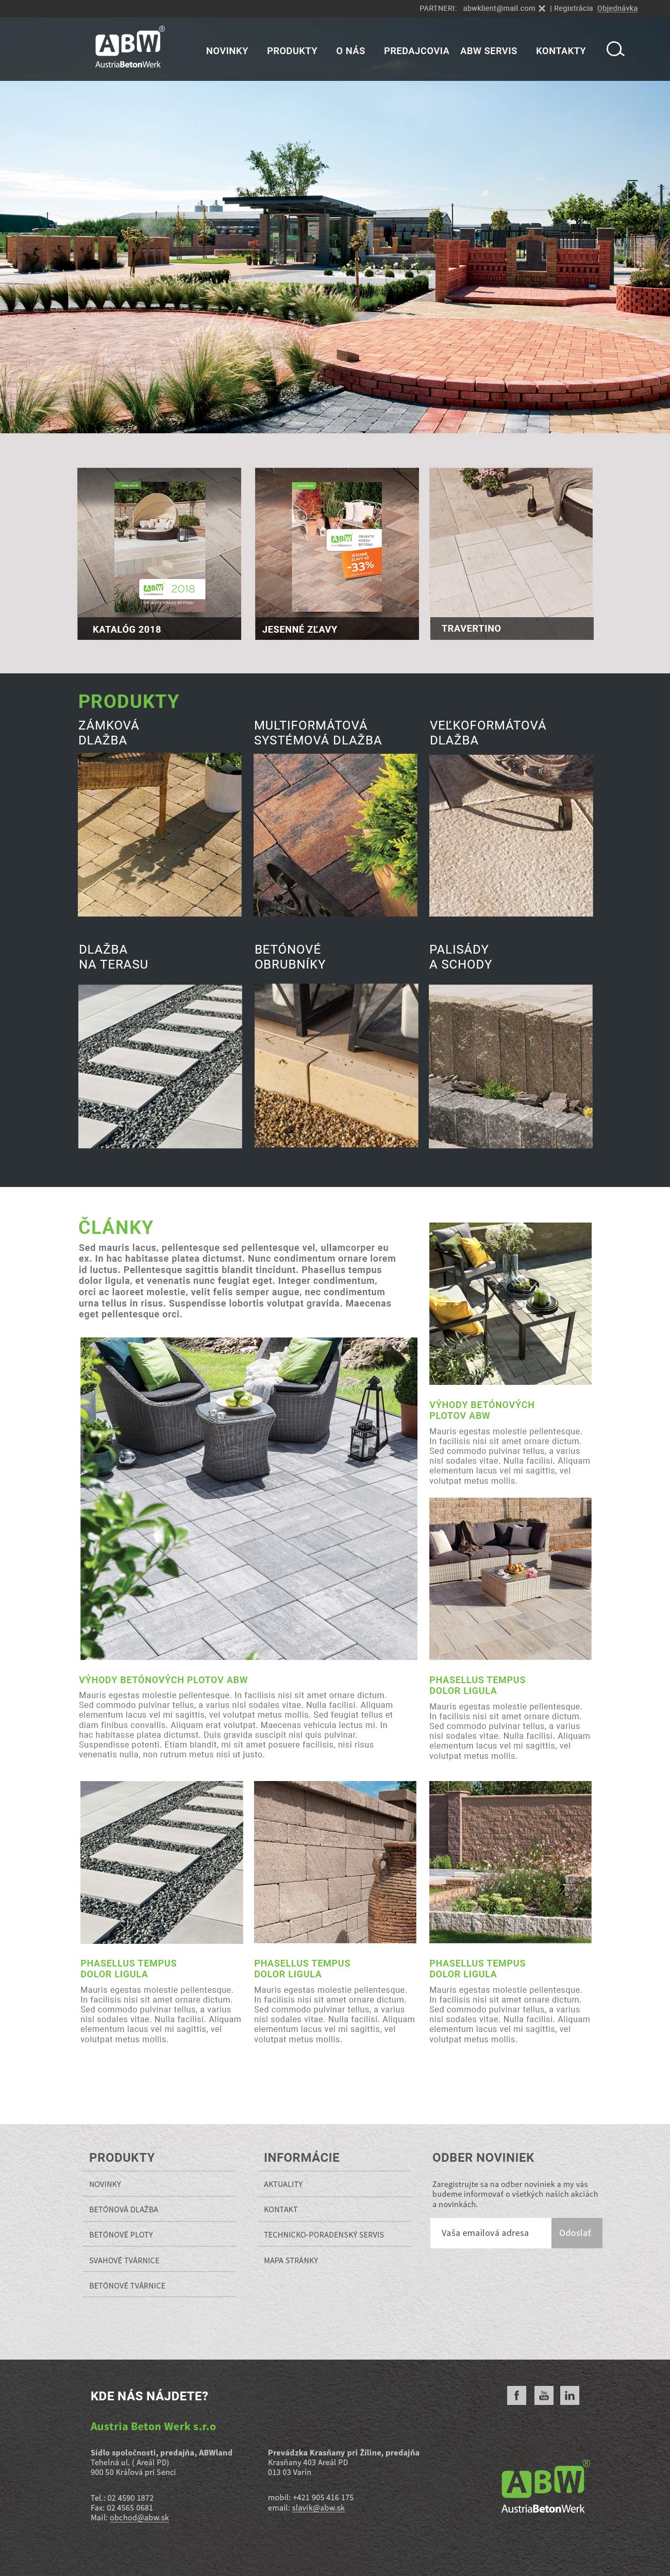 PARTNERI: abwklient@mail.com ✕ | Registrácia Objednávka
ABW®
AustriaBetonWerk
NOVINKY PRODUKTY O NÁS PREDAJCOVIA ABW SERVIS KONTAKTY
ABW 2018
KATALÓG 2018
ABW
JESENNÉ ZĽAVY AŽ
-33%
JESENNÉ ZĽAVY
TRAVERTINO
PRODUKTY
ZÁMKOVÁ
DLAŽBA
MULTIFORMÁTOVÁ
SYSTÉMOVÁ DLAŽBA
VEĽKOFORMÁTOVÁ
DLAŽBA
DLAŽBA
NA TERASU
BETÓNOVÉ
OBRUBNÍKY
PALISÁDY
A SCHODY
ČLÁNKY
Sed mauris lacus, pellentesque sed pellentesque vel, ullamcorper eu
ex. In hac habitasse platea dictumst. Nunc condimentum ornare lorem
id luctus. Pellentesque sagittis blandit tincidunt. Phasellus tempus
dolor ligula, et venenatis nunc feugiat eget. Integer condimentum,
orci ac laoreet molestie, velit felis semper augue, nec condimentum
urna tellus in risus. Suspendisse lobortis volutpat gravida. Maecenas
eget pellentesque orci.
VÝHODY BETÓNOVÝCH
PLOTOV ABW
Mauris egestas molestie pellentesque.
In facilisis nisi sit amet ornare dictum.
Sed commodo pulvinar tellus, a varius
nisl sodales vitae. Nulla facilisi. Aliquam
elementum lacus vel mi sagittis, vel
volutpat metus mollis.
VÝHODY BETÓNOVÝCH PLOTOV ABW
Mauris egestas molestie pellentesque. In facilisis nisi sit amet ornare dictum.
Sed commodo pulvinar tellus, a varius nisl sodales vitae. Nulla facilisi. Aliquam
elementum lacus vel mi sagittis, vel volutpat metus mollis. Sed feugiat tellus et
diam finibus convallis. Aliquam erat volutpat. Maecenas vehicula lectus mi. In
hac habitasse platea dictumst. Duis gravida suscipit nisl quis pulvinar.
Suspendisse potenti. Etiam blandit, mi sit amet posuere facilisis, nisi risus
venenatis nulla, non rutrum metus nisi ut justo.
PHASELLUS TEMPUS
DOLOR LIGULA
Mauris egestas molestie pellentesque.
In facilisis nisi sit amet ornare dictum.
Sed commodo pulvinar tellus, a varius
nisl sodales vitae. Nulla facilisi. Aliquam
elementum lacus vel mi sagittis, vel
volutpat metus mollis.
PHASELLUS TEMPUS
DOLOR LIGULA
Mauris egestas molestie pellentesque.
In facilisis nisi sit amet ornare dictum.
Sed commodo pulvinar tellus, a varius
nisl sodales vitae. Nulla facilisi. Aliquam
elementum lacus vel mi sagittis, vel
volutpat metus mollis.
PHASELLUS TEMPUS
DOLOR LIGULA
Mauris egestas molestie pellentesque.
In facilisis nisi sit amet ornare dictum.
Sed commodo pulvinar tellus, a varius
nisl sodales vitae. Nulla facilisi. Aliquam
elementum lacus vel mi sagittis, vel
volutpat metus mollis.
PHASELLUS TEMPUS
DOLOR LIGULA
Mauris egestas molestie pellentesque.
In facilisis nisi sit amet ornare dictum.
Sed commodo pulvinar tellus, a varius
nisl sodales vitae. Nulla facilisi. Aliquam
elementum lacus vel mi sagittis, vel
volutpat metus mollis.
PRODUKTY
NOVINKY
BETÓNOVÁ DLAŽBA
BETÓNOVÉ PLOTY
SVAHOVÉ TVÁRNICE
BETÓNOVÉ TVÁRNICE
INFORMÁCIE
AKTUALITY
KONTAKT
TECHNICKO-PORADENSKÝ SERVIS
MAPA STRÁNKY
ODBER NOVINIEK
Zaregistrujte sa na odber noviniek a my vás
budeme informovať o všetkých našich akciách
a novinkách.
Vaša emailová adresa Odoslať
KDE NÁS NÁJDETE?
Austria Beton Werk s.r.o
Sídlo spoločnosti, predajňa, ABWland
Tehelná ul. ( Areál PD)
900 50 Kráľová pri Senci
Tel.: 02 4590 1872
Fax: 02 4565 0681
Mail: obchod@abw.sk
Prevádzka Krasňany pri Žiline, predajňa
Krasňany 403 Areál PD
013 03 Varín
mobil: +421 905 416 175
email: slavik@abw.sk
f You Tube in
ABW®
AustriaBetonWerk